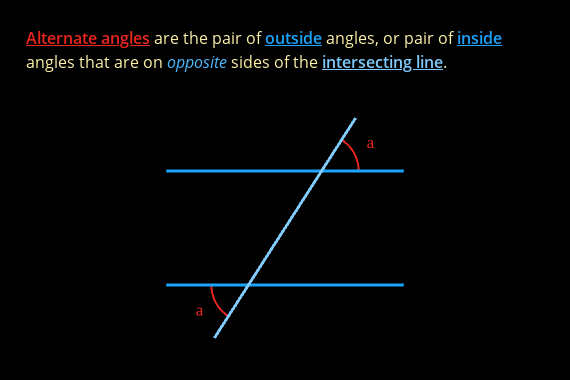 Alternate angles are the pair of outside angles, or pair of inside
angles that are on opposite sides of the intersecting line.
a
a